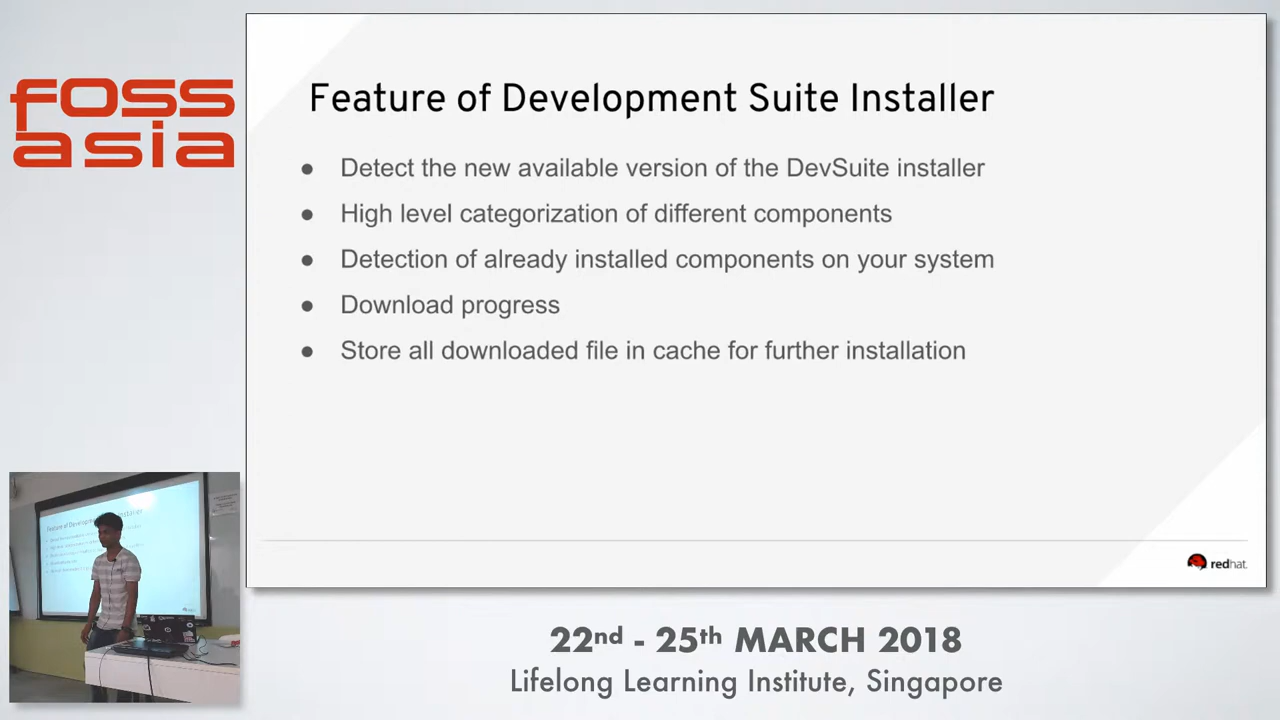 foss
asia
Feature of Development Suite Installer
● Detect the new available version of the DevSuite installer
● High level categorization of different components
● Detection of already installed components on your system
● Download progress
● Store all downloaded file in cache for further installation
redhat.
22nd - 25th MARCH 2018
Lifelong Learning Institute, Singapore